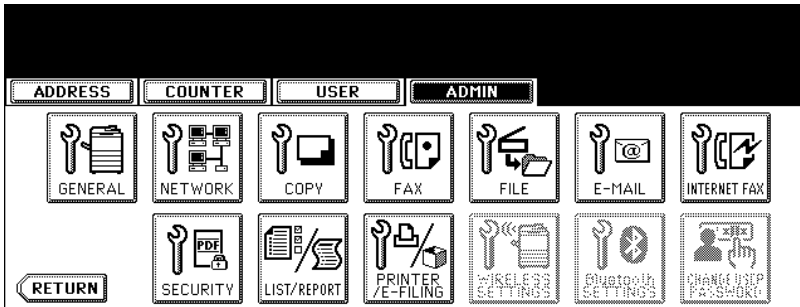 ADDRESS COUNTER USER ADMIN
GENERAL NETWORK COPY FAX FILE E-MAIL INTERNET FAX
PDF
SECURITY LIST/REPORT PRINTER /E-FILING WIRELESS SETTINGS Bluetooth SETTINGS CHANGE USER PASSWORD
RETURN